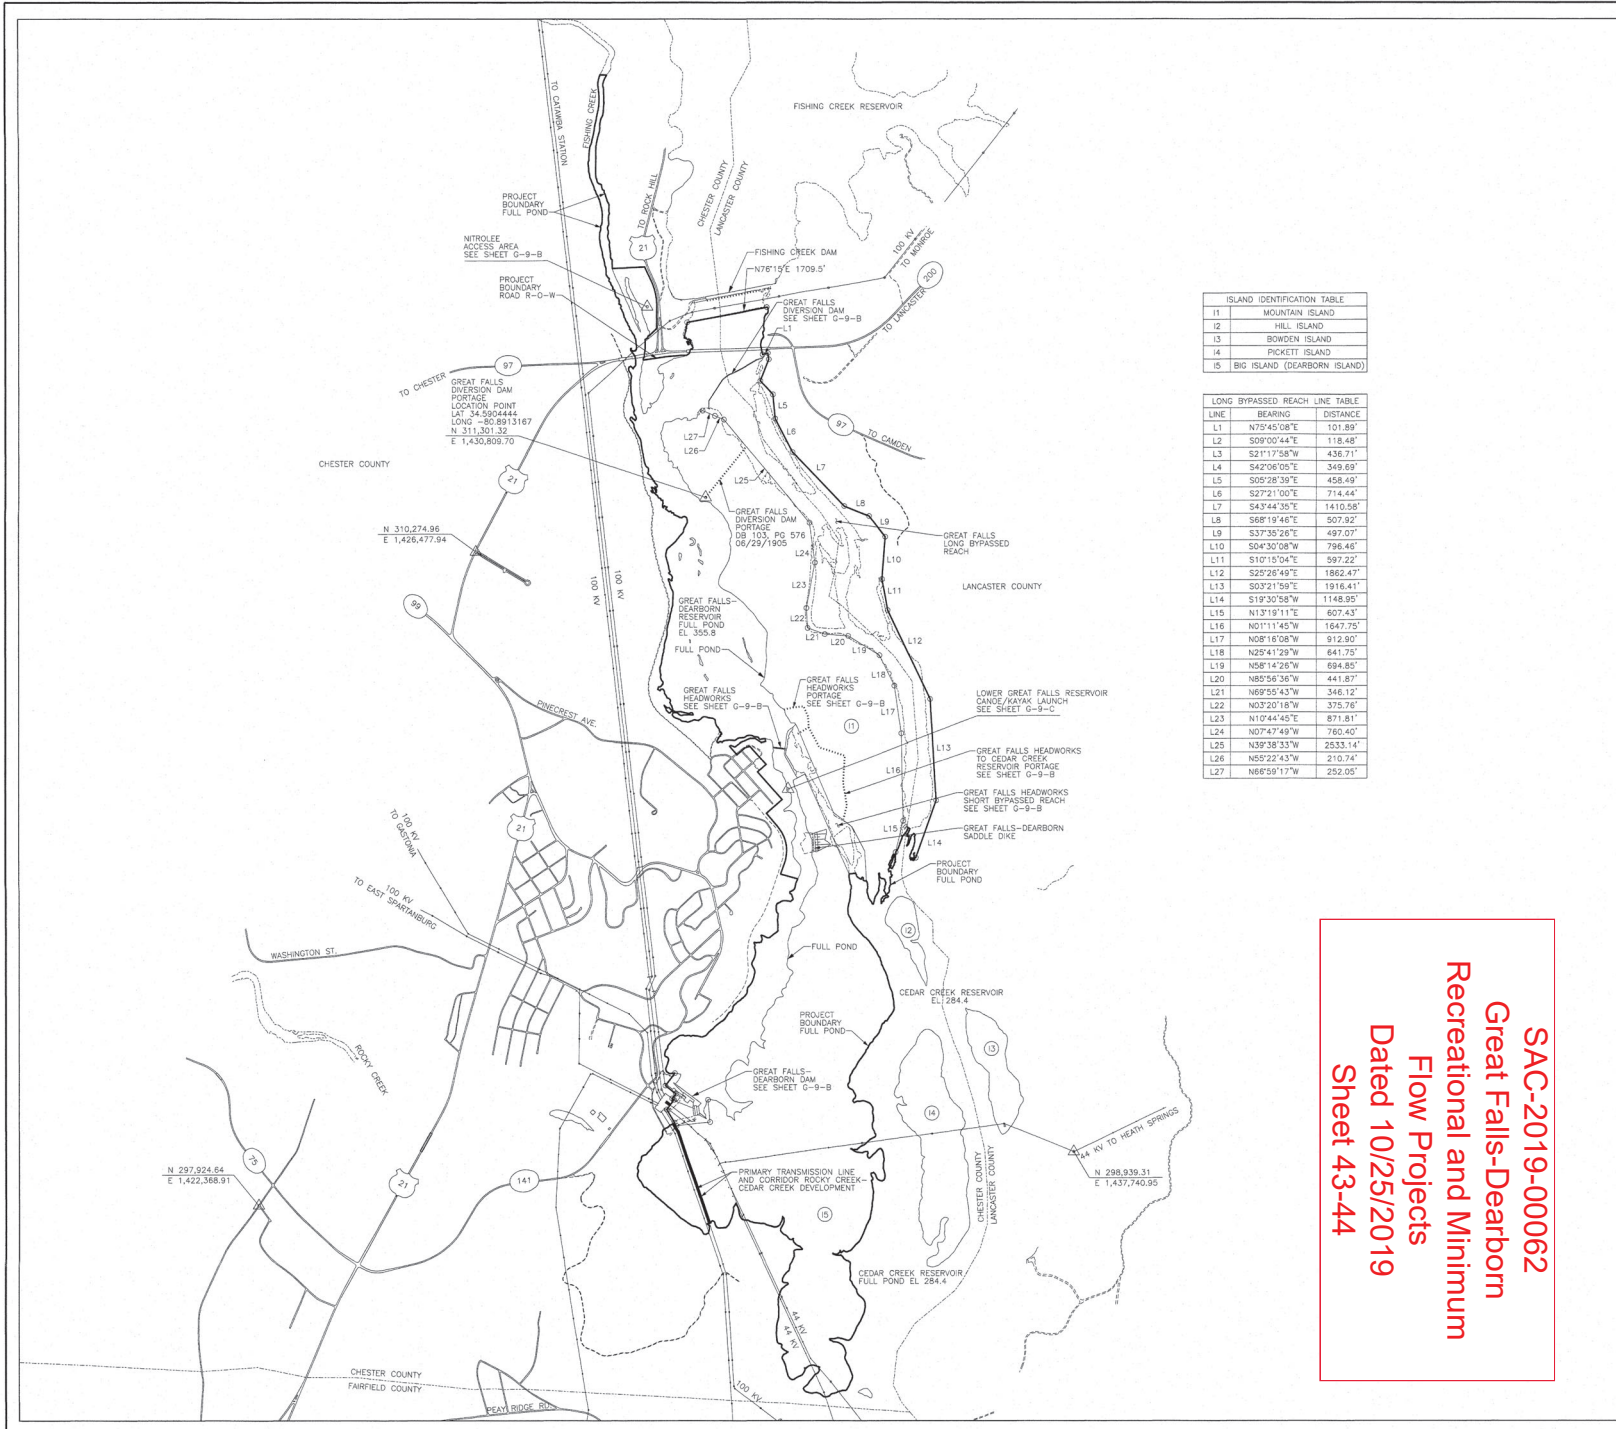 FISHING CREEK RESERVOIR
TO CATAWBA STATION
FISHING CREEK
PROJECT
BOUNDARY
FULL POND
TO ROCK HILL
21
CHESTER COUNTY
LANCASTER COUNTY
NITROLEE
ACCESS AREA
SEE SHEET G-9-B
PROJECT
BOUNDARY
ROAD R-O-W
FISHING CREEK DAM
N76°15'E 1709.5'
100 KV
TO MONROE
200
TO LANCASTER
GREAT FALLS
DIVERSION DAM
SEE SHEET G-9-B
L1
97
TO CHESTER
GREAT FALLS
DIVERSION DAM
PORTAGE
LOCATION POINT
LAT 34.5904444
LONG -80.8913167
N 311,301.32
E 1,430,809.70
L5
L6
97
TO CAMDEN
L27
L26
L25
L7
L8
L9
L10
L11
L12
CHESTER COUNTY
21
N 310,274.96
E 1,426,477.94
GREAT FALLS
DIVERSION DAM
PORTAGE
DB 103, PG 576
06/29/1905
GREAT FALLS
LONG BYPASSED
REACH
LANCASTER COUNTY
L24
L23
L22
L21
L20
L19
L18
L17
L16
L15
L13
L14
100 KV
100 KV
99
GREAT FALLS-
DEARBORN
RESERVOIR
FULL POND
EL 355.8
FULL POND
GREAT FALLS
HEADWORKS
SEE SHEET G-9-B
GREAT FALLS
HEADWORKS
PORTAGE
SEE SHEET G-9-B
I1
LOWER GREAT FALLS RESERVOIR
CANOE/KAYAK LAUNCH
SEE SHEET G-9-C
PINECREST AVE.
GREAT FALLS HEADWORKS
TO CEDAR CREEK
RESERVOIR PORTAGE
SEE SHEET G-9-B
GREAT FALLS HEADWORKS
SHORT BYPASSED REACH
SEE SHEET G-9-B
GREAT FALLS-DEARBORN
SADDLE DIKE
PROJECT
BOUNDARY
FULL POND
21
100 KV
TO GASTONIA
100 KV
TO EAST SPARTANBURG
WASHINGTON ST.
ROCKY CREEK
I2
FULL POND
CEDAR CREEK RESERVOIR
EL 284.4
PROJECT
BOUNDARY
FULL POND
I3
I4
GREAT FALLS-
DEARBORN DAM
SEE SHEET G-9-B
44 KV TO HEATH SPRINGS
N 298,939.31
E 1,437,740.95
CHESTER COUNTY
LANCASTER COUNTY
75
N 297,924.64
E 1,422,368.91
21
141
PRIMARY TRANSMISSION LINE
AND CORRIDOR ROCKY CREEK-
CEDAR CREEK DEVELOPMENT
I5
CEDAR CREEK RESERVOIR
FULL POND EL 284.4
44 KV
44 KV
100 KV
CHESTER COUNTY
FAIRFIELD COUNTY
PEAY RIDGE RD.
ISLAND IDENTIFICATION TABLE
I1 MOUNTAIN ISLAND
I2 HILL ISLAND
I3 BOWDEN ISLAND
I4 PICKETT ISLAND
I5 BIG ISLAND (DEARBORN ISLAND)
LONG BYPASSED REACH LINE TABLE
LINE BEARING DISTANCE
L1 N75°45'08"E 101.89'
L2 S09°00'44"E 118.48'
L3 S21°17'58"W 436.71'
L4 S42°06'05"E 349.69'
L5 S05°28'39"E 458.49'
L6 S27°21'00"E 714.44'
L7 S43°44'35"E 1410.58'
L8 S68°19'46"E 507.92'
L9 S37°35'26"E 497.07'
L10 S04°30'08"W 796.46'
L11 S10°15'04"E 597.22'
L12 S25°26'49"E 1862.47'
L13 S03°21'59"E 1916.41'
L14 S19°30'58"W 1148.95'
L15 N13°19'11"E 607.43'
L16 N01°11'45"W 1647.75'
L17 N08°16'08"W 912.90'
L18 N25°41'29"W 641.75'
L19 N58°14'26"W 694.85'
L20 N85°56'36"W 441.87'
L21 N69°55'43"W 346.12'
L22 N03°20'18"W 375.76'
L23 N10°44'45"E 871.81'
L24 N07°47'49"W 760.40'
L25 N39°38'33"W 2533.14'
L26 N55°22'43"W 210.74'
L27 N66°59'17"W 252.05'
SAC-2019-00062
Great Falls-Dearborn
Recreational and Minimum
Flow Projects
Dated 10/25/2019
Sheet 43-44